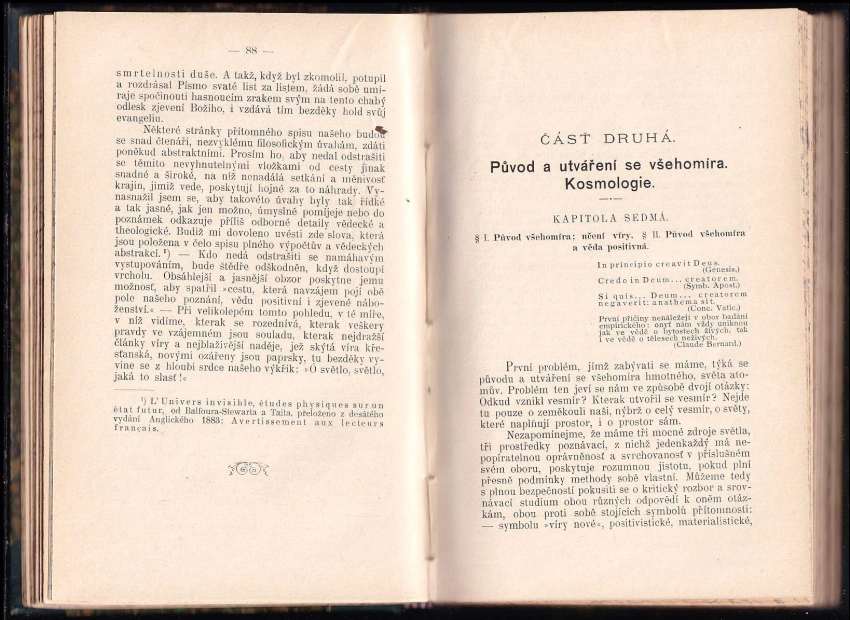 — 88 —
smrtelnosti duše. A takž, když byl zkomolil, potupil
a rozdrásal Písmo svaté list za listem, žádá sobě umí-
raje spočinouti hasnoucím zrakem svým na tento chabý
odlesk zjevení Božího, i vzdává tím bezděky hold svůj
evangeliu.
Některé stránky přítomného spisu našeho budou
se snad čtenáři, nezvyklému filosofickým úvahám, zdáti
poněkud abstraktními. Prosím ho, aby nedal odstrašiti
se těmito nevyhnutelnými vložkami od cesty jinak
snadné a široké, na níž nenadálá setkání a měnivosť
krajin, jimiž vede, poskytují hojné za to náhrady. Vy-
nasnažil jsem se, aby takovéto úvahy byly tak řídké
a tak jasné, jak jen možno, úmyslně pomíjeje nebo do
poznámek odkazuje příliš odborné detaily vědecké a
theologické. Budiž mi dovoleno uvésti zde slova, která
jsou položena v čelo spisu plného výpočtův a vědeckých
abstrakcí.¹) — Kdo nedá odstrašiti se namáhavým
vystupováním, bude štědře odškodněn, když dostoupí
vrcholu. Obsáhlejší a jasnější obzor poskytne jemu
možnosť, aby spatřil »cestu, která navzájem pojí obě
pole našeho poznání, vědu positivní i zjevené nábo-
ženství.« — Při velikolepém tomto pohledu, v té míře,
v níž vidíme, kterak se rozednívá, kterak veškery
pravdy ve vzájemném jsou souladu, kterak nejdražší
články víry a nejblaživější naděje, jež skýtá víra kře-
sťanská, novými ozářeny jsou paprsky, tu bezděky vy-
vine se z hloubi srdce našeho výkřik: »O světlo, světlo,
jaká to slasť!«
¹) L' Univers invisible, études physiques sur un
état futur, od Balfoura-Stewarta a Taita, přeloženo z desátého
vydání Anglického 1883: Avertissement aux lecteurs
français.
ČÁSŤ DRUHÁ.
Původ a utváření se všehomíra.
Kosmologie.
KAPITOLA SEDMÁ.
§ I. Původ všehomíra; učení víry. § II. Původ všehomíra
a věda positivná.
In principio creavit Deus.
(Genesis.)
Credo in Deum... creatorem.
(Symb. Apost.)
Si quis... Deum... creatorem
negaverit: anathema sit.
(Conc. Vatic.)
První příčiny nenáležejí v obor badání
empirického: onyť nám vždy uniknou
jak ve vědě o bytostech živých, tak
i ve vědě o tělesech neživých.
(Claude Bernard.)
První problém, jímž zabývati se máme, týká se
původu a utváření se všehomíra hmotného, světa ato-
mův. Problém ten jeví se nám ve způsobě dvojí otázky:
Odkud vznikl vesmír? Kterak utvořil se vesmír? Nejde
tu pouze o zeměkouli naši, nýbrž o celý vesmír, o světy,
které naplňují prostor, i o prostor sám.
Nezapomínejme, že máme tři mocné zdroje světla,
tři prostředky poznávací, z nichž jedenkaždý má ne-
popíratelnou oprávněnosť a svrchovanosť v příslušném
svém oboru, poskytuje rozumnou jistotu, pokud plní
přesně podmínky methody sobě vlastní. Můžeme tedy
s plnou bezpečností pokusiti se o kritický rozbor a srov-
návací studium obou různých odpovědí k oněm otáz-
kám, obou proti sobě stojících symbolů přítomnosti:
— symbolu »víry nové«, positivistické, materialistické,